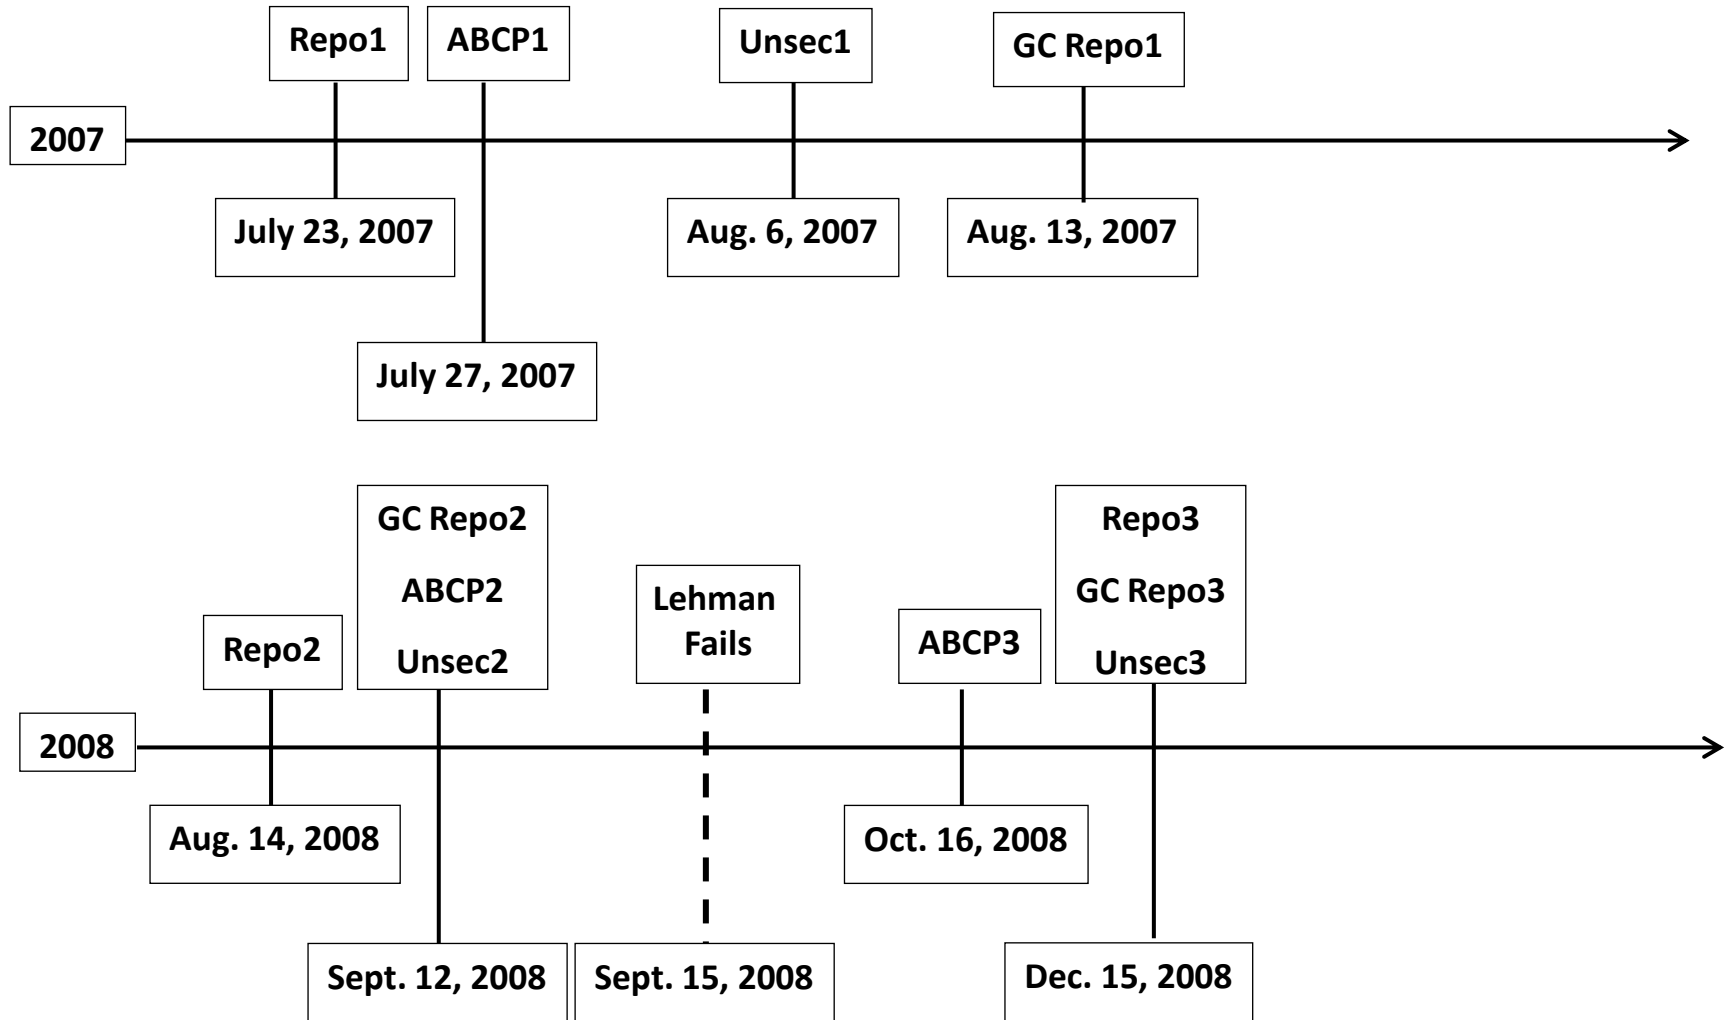 Repo1
ABCP1
Unsec1
GC Repo1
2007
July 23, 2007
Aug. 6, 2007
Aug. 13, 2007
July 27, 2007
GC Repo2
ABCP2
Unsec2
Repo2
Lehman
Fails
ABCP3
Repo3
GC Repo3
Unsec3
2008
Aug. 14, 2008
Oct. 16, 2008
Sept. 12, 2008
Sept. 15, 2008
Dec. 15, 2008